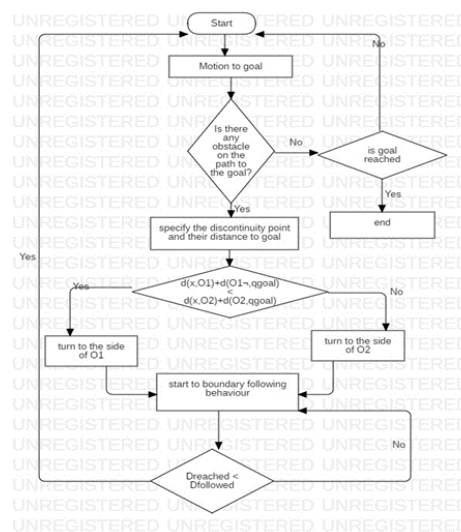 Start
No
Motion to goal
Is there
any
obstacle
on the
path to
the goal?
No
is goal
reached
Yes
Yes
end
specify the discontinuity point
and their distance to goal
Yes
d(x,O1)+d(O1¬,qgoal)
<
d(x,O2)+d(O2,qgoal)
Yes
No
turn to the side
of O1
turn to the side
of O2
start to boundary following
behaviour
No
Dreached <
Dfollowed
UNREGISTERED UNREGISTERED UNREGISTERED